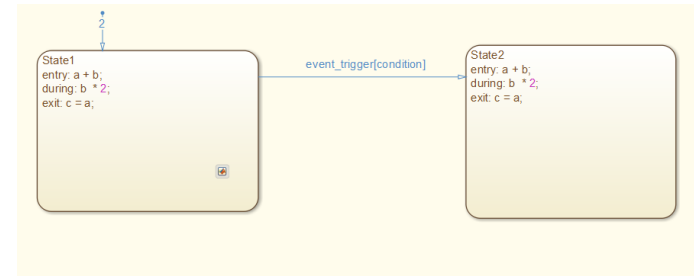 2
State1
entry: a + b;
during: b * 2;
exit: c = a;
event_trigger[condition]
State2
entry: a + b;
during: b * 2;
exit: c = a;